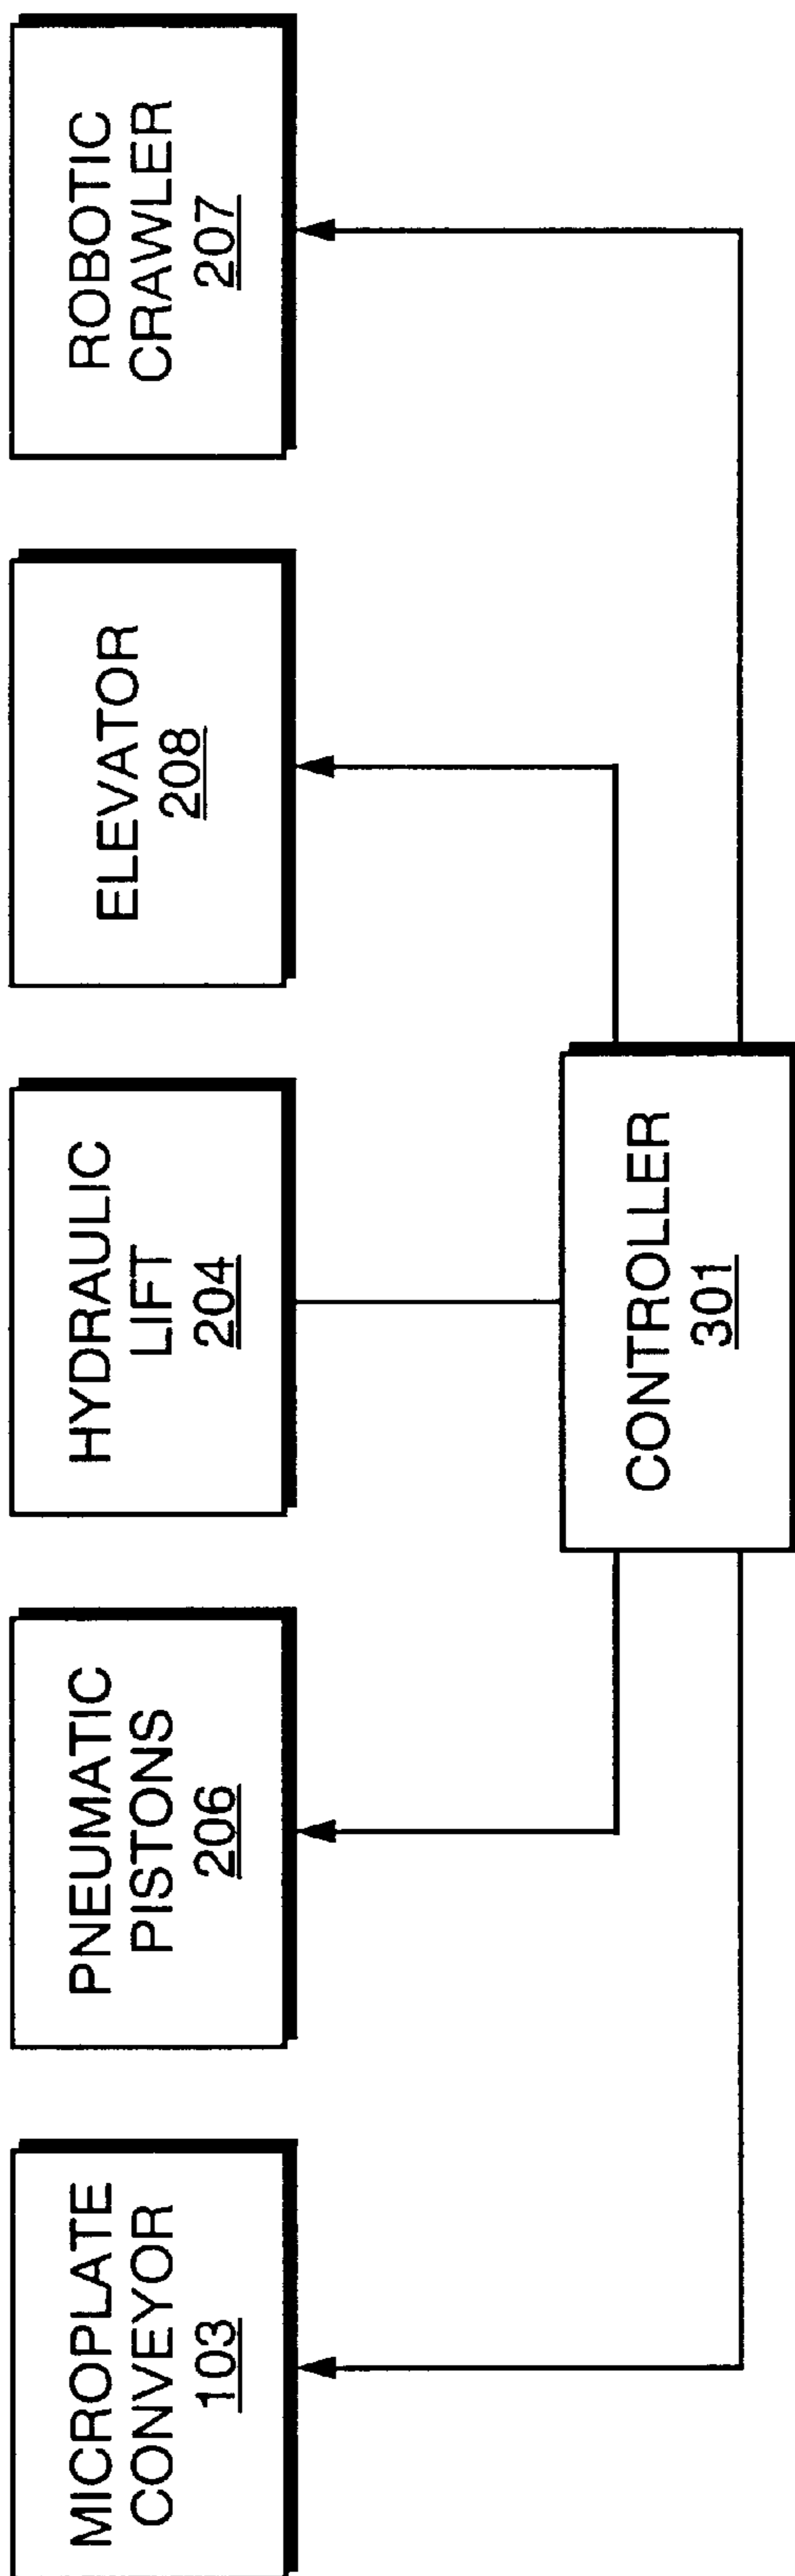 MICROPLATE
CONVEYOR
103
PNEUMATIC
PISTONS
206
HYDRAULIC
LIFT
204
ELEVATOR
208
ROBOTIC
CRAWLER
207
CONTROLLER
301